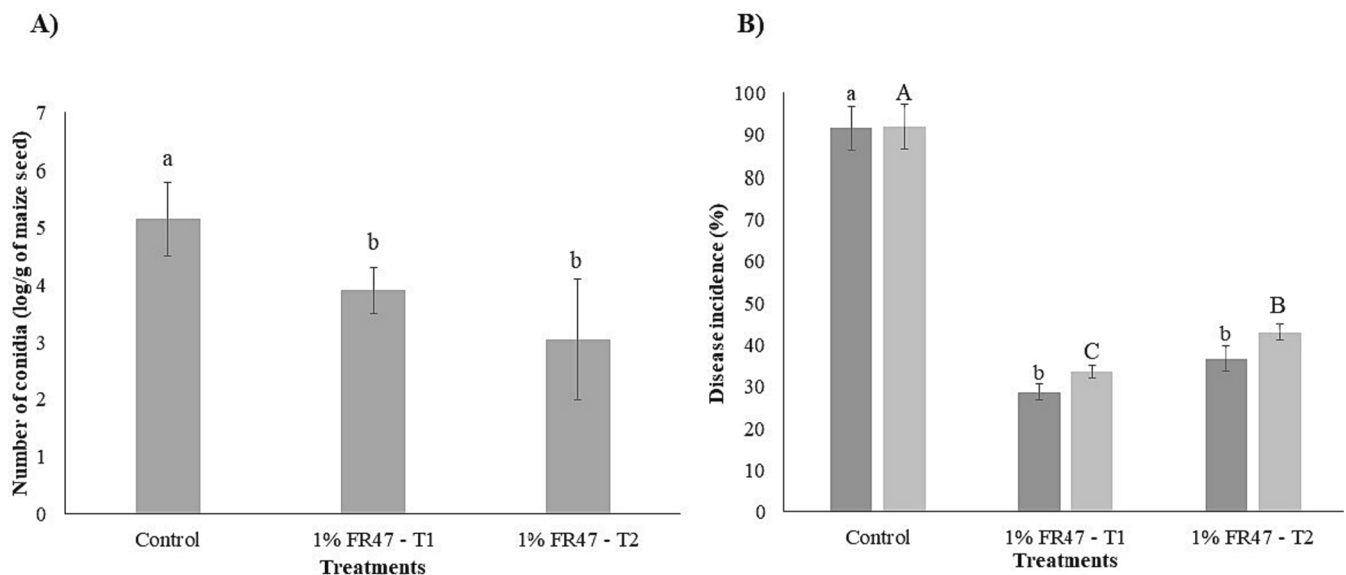 A)
Number of conidia (log/g of maize seed)
7
6
5
4
3
2
1
0
a
b
b
Control
1% FR47 - T1
1% FR47 - T2
Treatments
B)
Disease incidence (%)
100
90
80
70
60
50
40
30
20
10
0
a
A
b
C
b
B
Control
1% FR47 - T1
1% FR47 - T2
Treatments